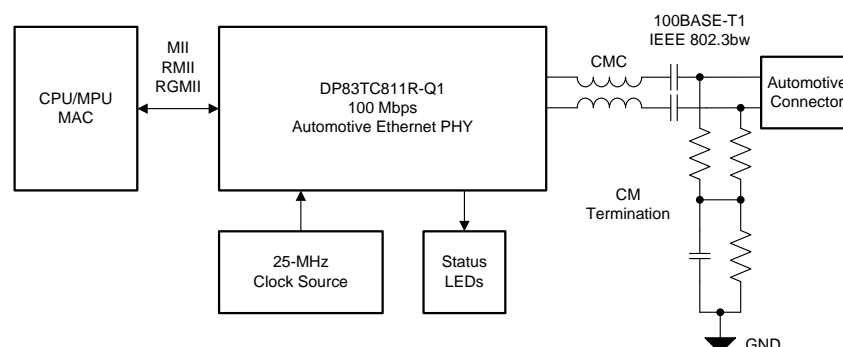 100BASE-T1
IEEE 802.3bw
MII
RMII
RGMII
CMC
CPU/MPU
MAC
DP83TC811R-Q1
100 Mbps
Automotive Ethernet PHY
Automotive
Connector
CM
Termination
25-MHz
Clock Source
Status
LEDs
GND